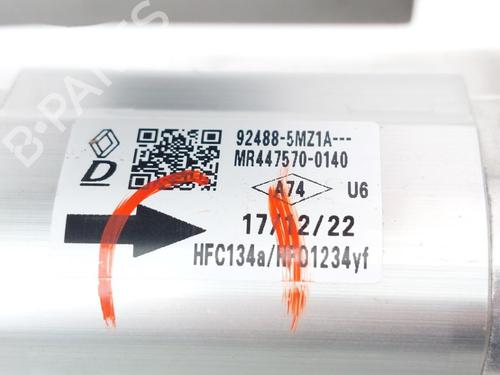 B-PARTS
92488-5MZ1A---
MR447570-0140
D
A74 U6
17/12/22
HFC134a/HFO1234yf